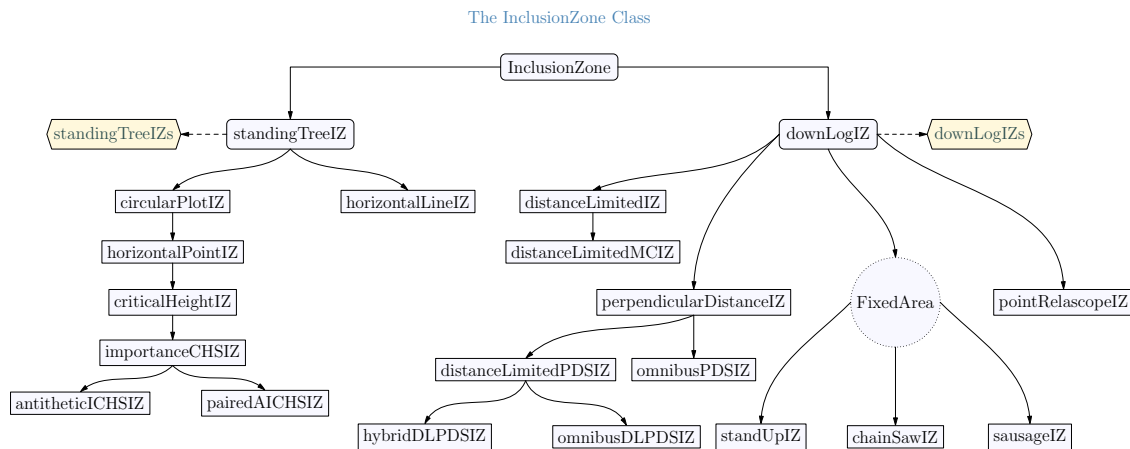 The InclusionZone Class
InclusionZone
standingTreeIZs
standingTreeIZ
downLogIZ
downLogIZs
circularPlotIZ
horizontalLineIZ
distanceLimitedIZ
horizontalPointIZ
distanceLimitedMCIZ
criticalHeightIZ
perpendicularDistanceIZ
FixedArea
pointRelascopeIZ
importanceCHSIZ
distanceLimitedPDSIZ
omnibusPDSIZ
antitheticICHSIZ
pairedAICHSIZ
hybridDLPDSIZ
omnibusDLPDSIZ
standUpIZ
chainSawIZ
sausageIZ